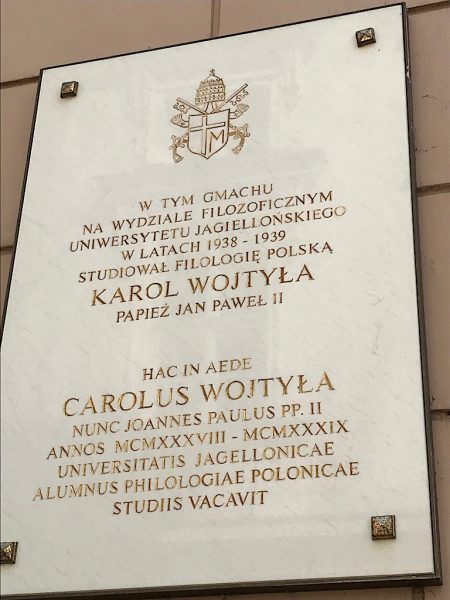 M
W TYM GMACHU
NA WYDZIALE FILOZOFICZNYM
UNIWERSYTETU JAGIELLOŃSKIEGO
W LATACH 1938 - 1939
STUDIOWAŁ FILOLOGIĘ POLSKĄ
KAROL WOJTYŁA
PAPIEŻ JAN PAWEŁ II
HAC IN AEDE
CAROLUS WOJTYŁA
NUNC JOANNES PAULUS PP. II
ANNOS MCMXXXVIII - MCMXXXIX
UNIVERSITATIS JAGELLONICAE
ALUMNUS PHILOLOGIAE POLONICAE
STUDIIS VACAVIT